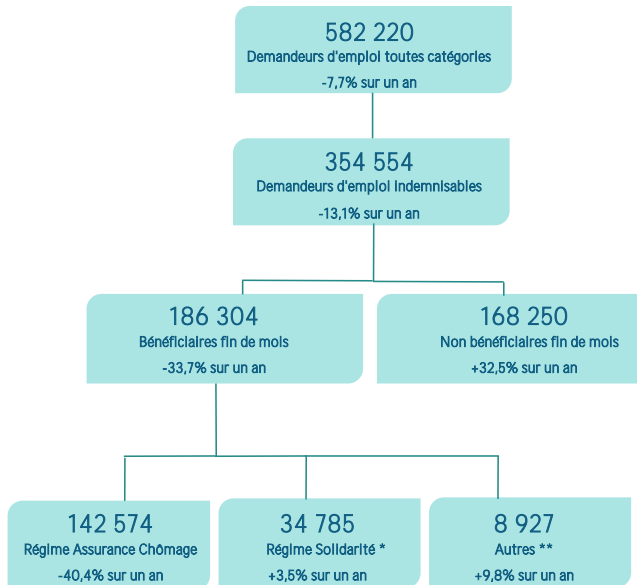 582 220
Demandeurs d'emploi toutes catégories
-7,7% sur un an
354 554
Demandeurs d'emploi indemnisables
-13,1% sur un an
186 304
Bénéficiaires fin de mois
-33,7% sur un an
168 250
Non bénéficiaires fin de mois
+32,5% sur un an
142 574
Régime Assurance Chômage
-40,4% sur un an
34 785
Régime Solidarité *
+3,5% sur un an
8 927
Autres **
+9,8% sur un an